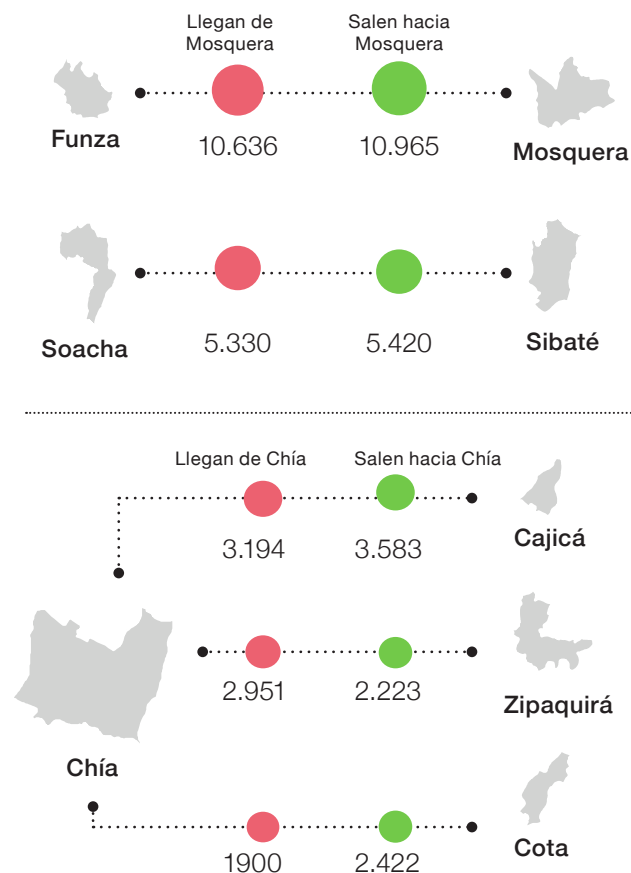 Llegan de
Mosquera
Salen hacia
Mosquera
Funza
10.636
10.965
Mosquera
Soacha
5.330
5.420
Sibaté
Llegan de Chía
Salen hacia Chía
3.194
3.583
Cajicá
2.951
2.223
Zipaquirá
Chía
1900
2.422
Cota